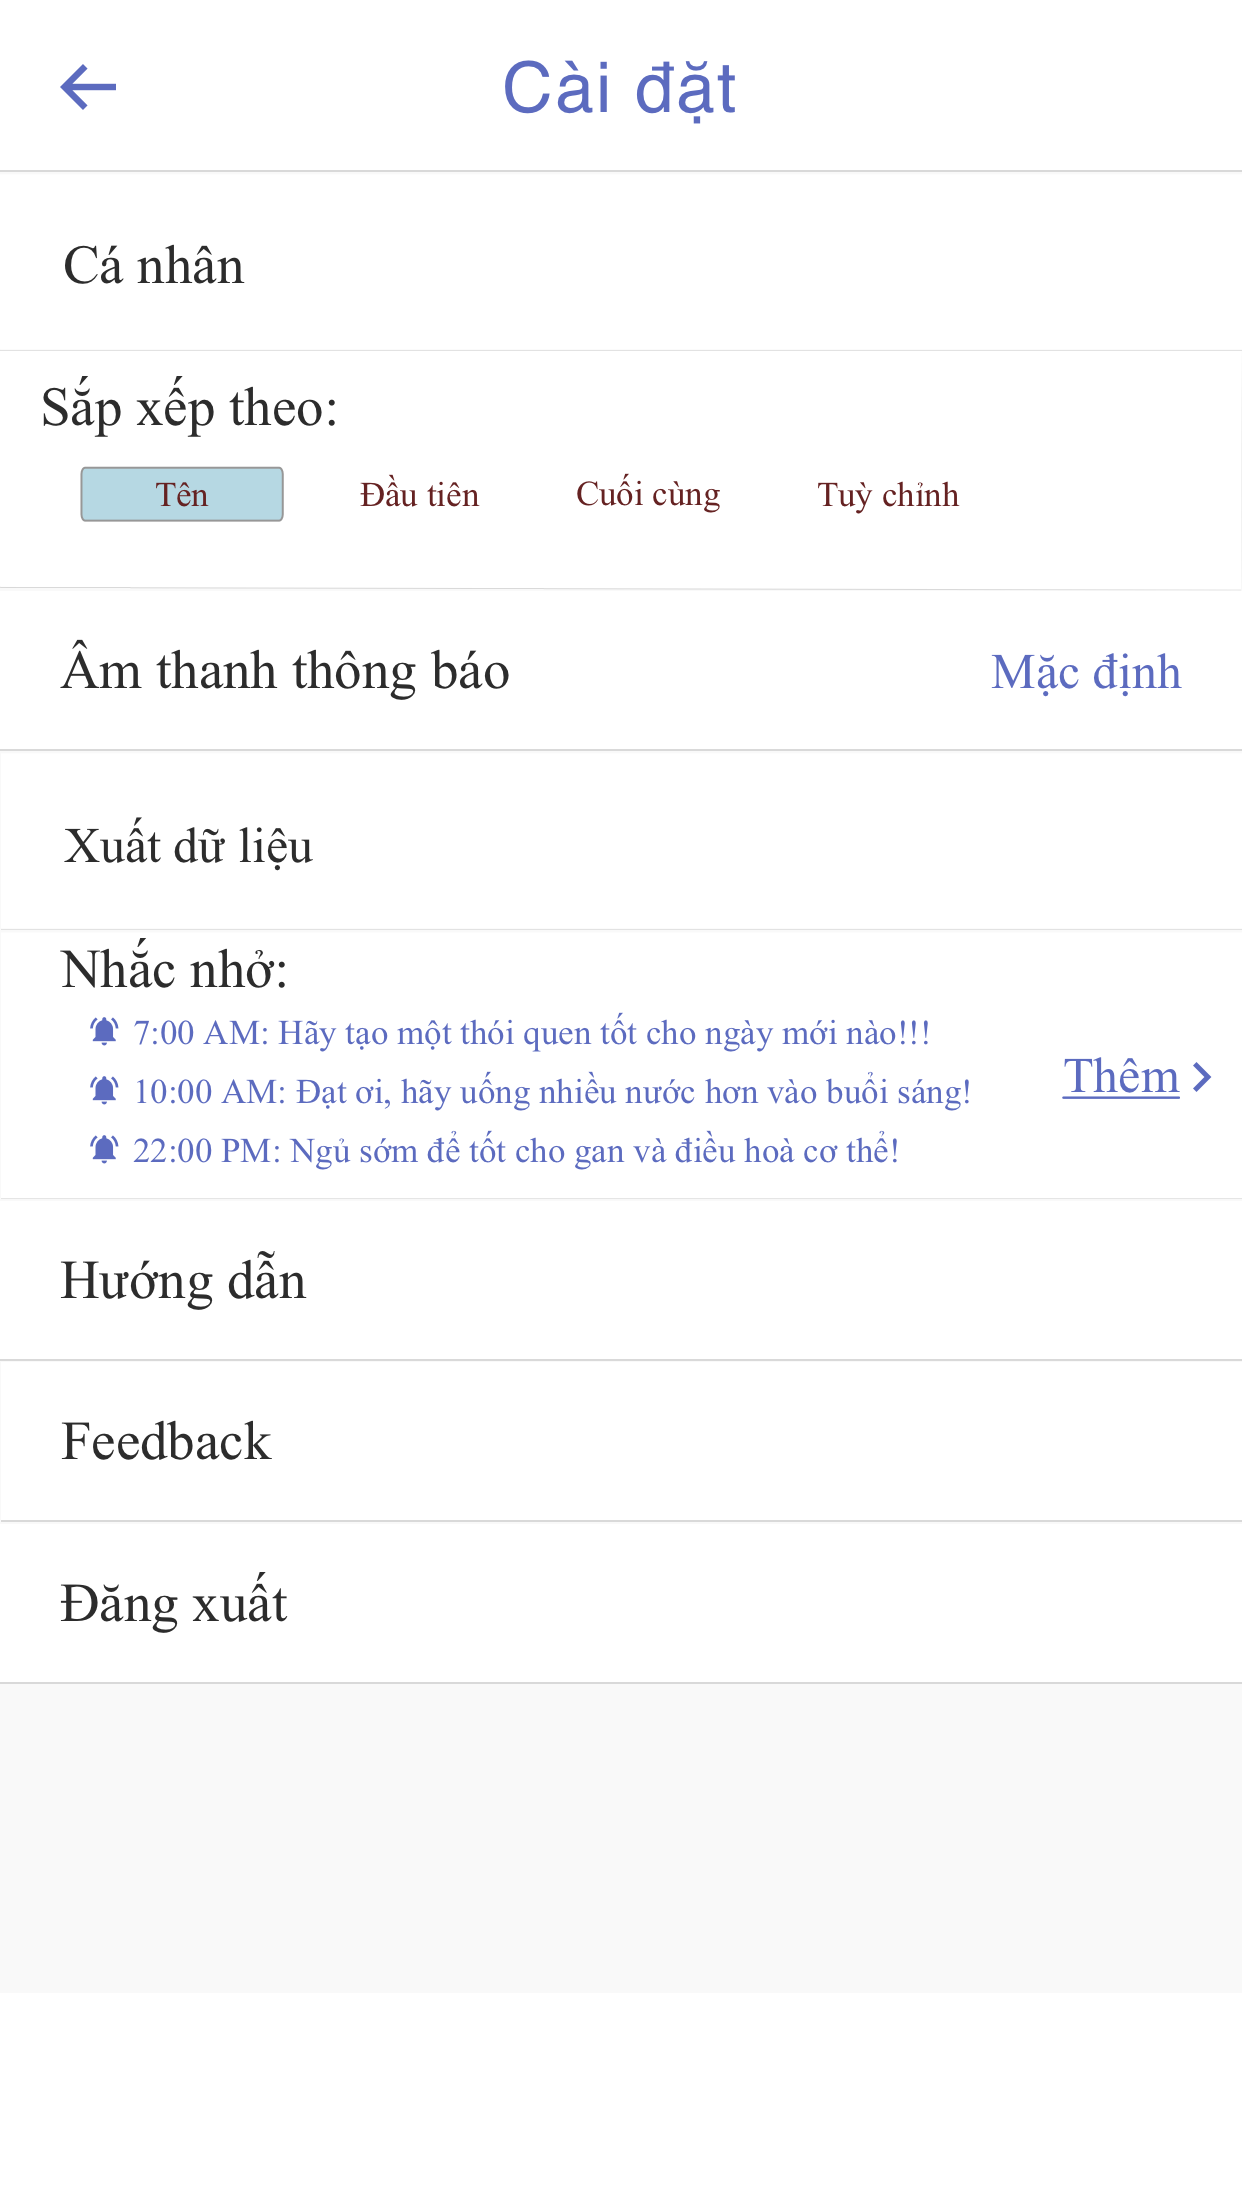 Cài đặt
Cá nhân
Sắp xếp theo:
Tên Đầu tiên Cuối cùng Tuỳ chỉnh
Âm thanh thông báo Mặc định
Xuất dữ liệu
Nhắc nhở:
7:00 AM: Hãy tạo một thói quen tốt cho ngày mới nào!!!
Thêm
10:00 AM: Đạt ơi, hãy uống nhiều nước hơn vào buổi sáng!
22:00 PM: Ngủ sớm để tốt cho gan và điều hoà cơ thể!
Hướng dẫn
Feedback
Đăng xuất